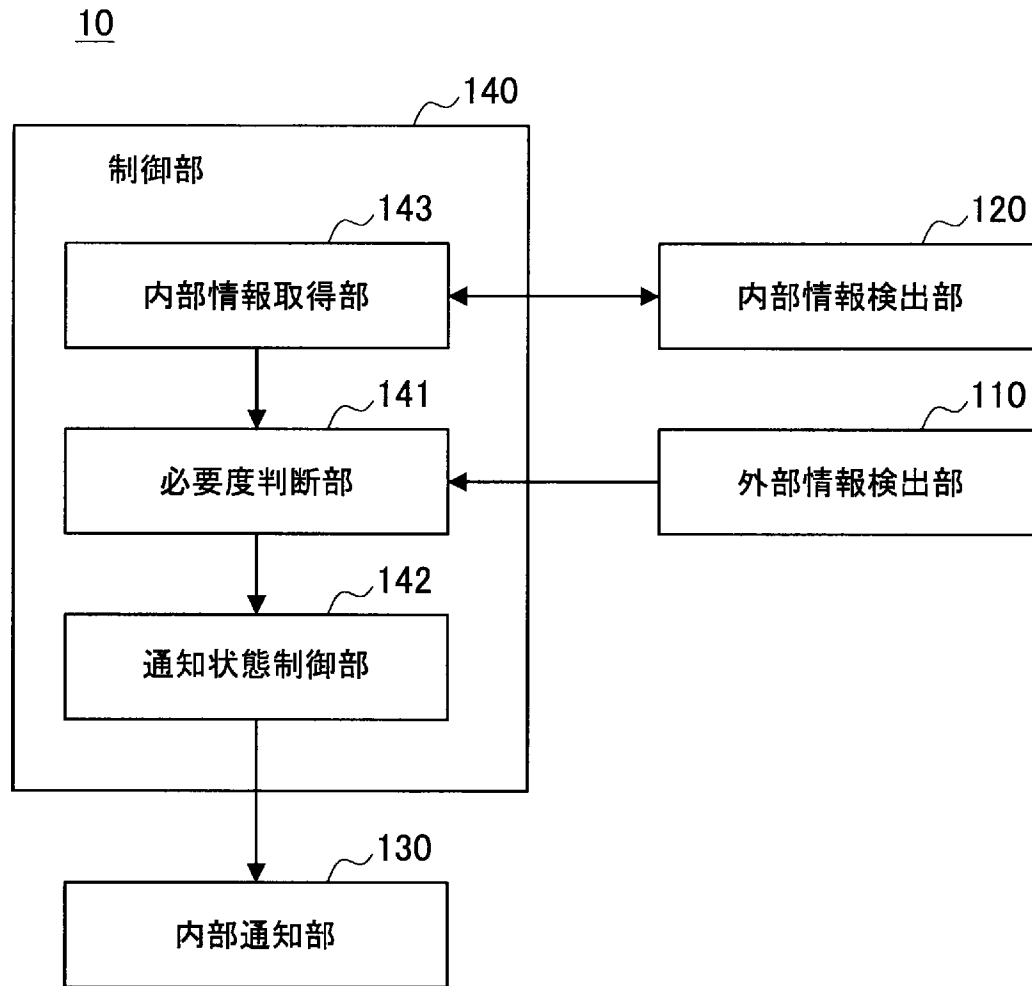 10
140
制御部
143
内部情報取得部
120
内部情報検出部
141
必要度判断部
110
外部情報検出部
142
通知状態制御部
130
内部通知部